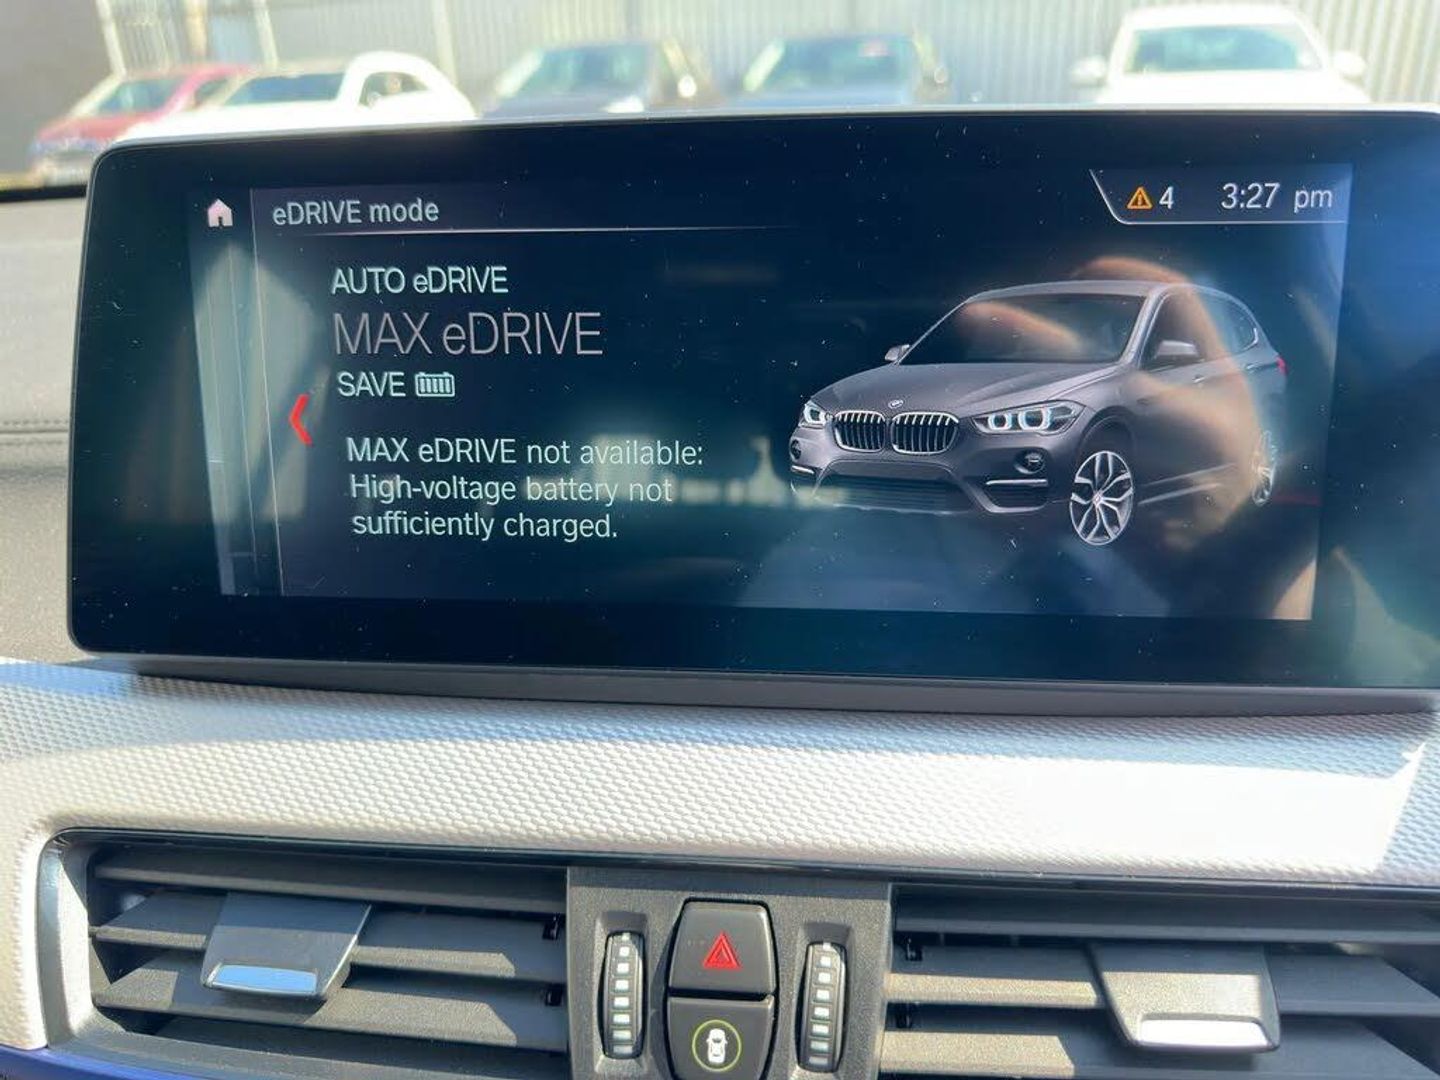 eDRIVE mode
4 3:27 pm
AUTO eDRIVE
MAX eDRIVE
SAVE
MAX eDRIVE not available:
High-voltage battery not
sufficiently charged.